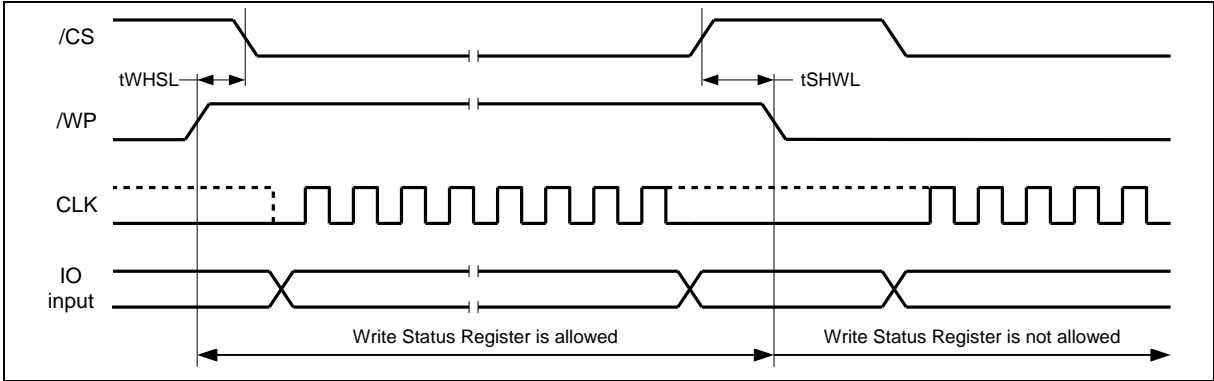 /CS
tWHSL
tSHWL
/WP
CLK
IO
input
Write Status Register is allowed
Write Status Register is not allowed